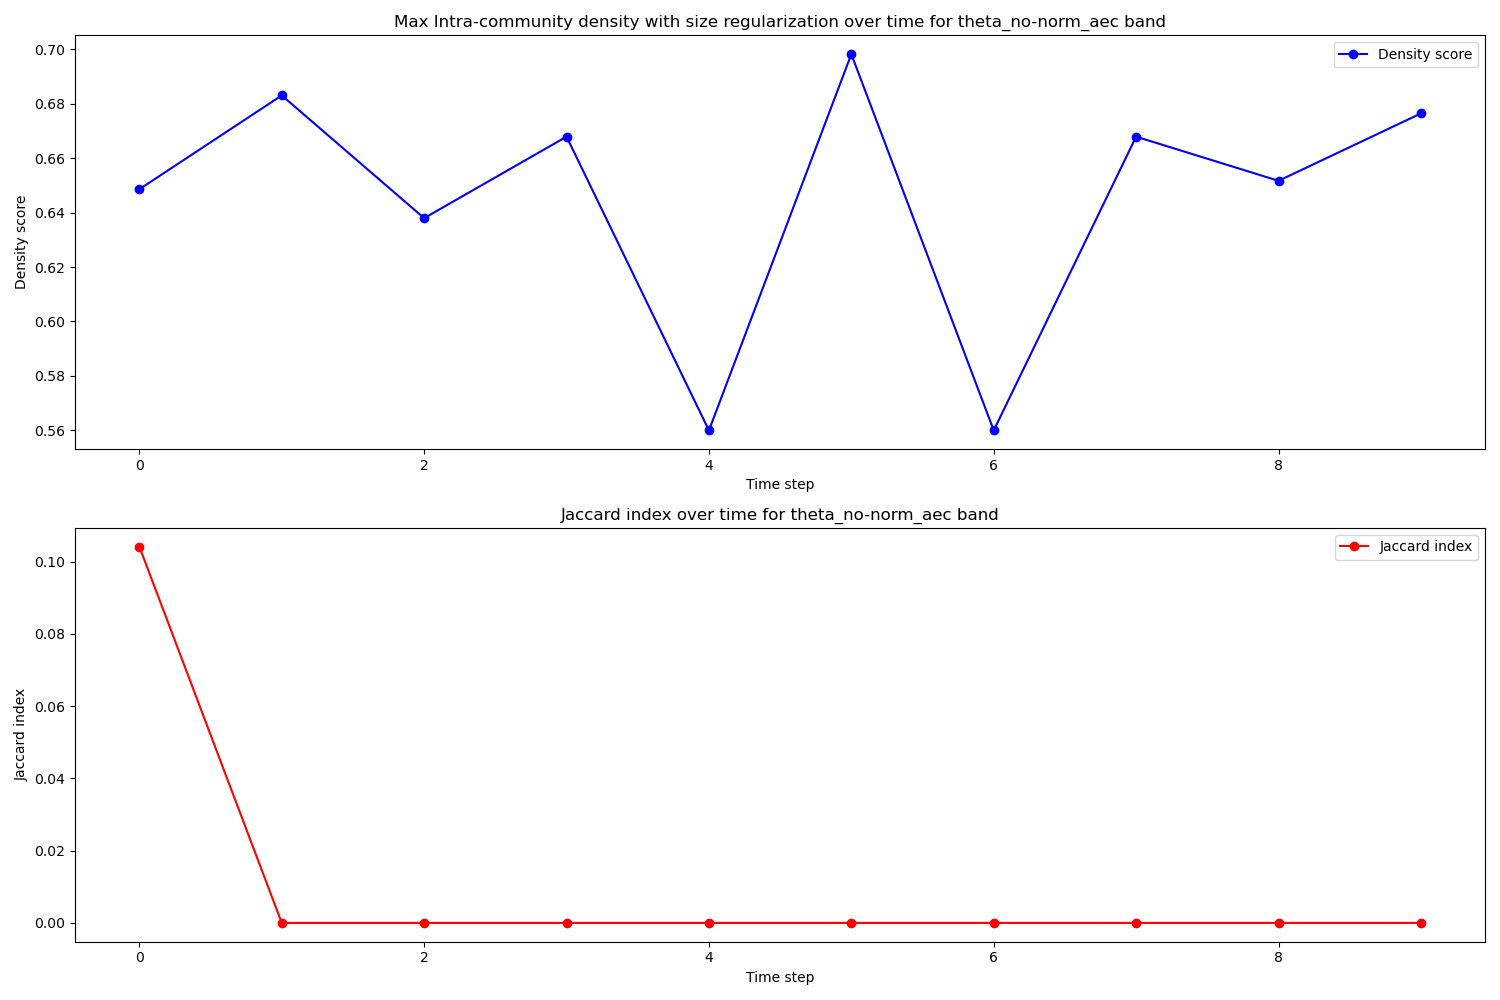 Max Intra-community density with size regularization over time for theta_no-norm_aec band
Density score
0.70
0.68
0.66
0.64
0.62
0.60
0.58
0.56
Density score
0 2 4 6 8
Time step
Jaccard index over time for theta_no-norm_aec band
Jaccard index
0.10
0.08
0.06
0.04
0.02
0.00
Jaccard index
0 2 4 6 8
Time step